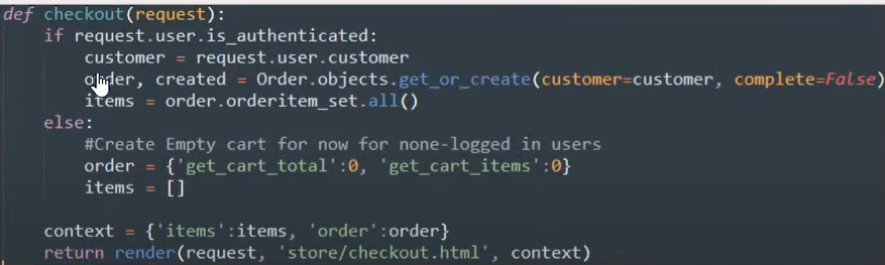 def checkout(request):
if request.user.is_authenticated:
customer = request.user.customer
order, created = Order.objects.get_or_create(customer=customer, complete=False)
items = order.orderitem_set.all()
else:
#Create Empty cart for now for none-logged in users
order = {'get_cart_total':0, 'get_cart_items':0}
items = []
context = {'items':items, 'order':order}
return render(request, 'store/checkout.html', context)